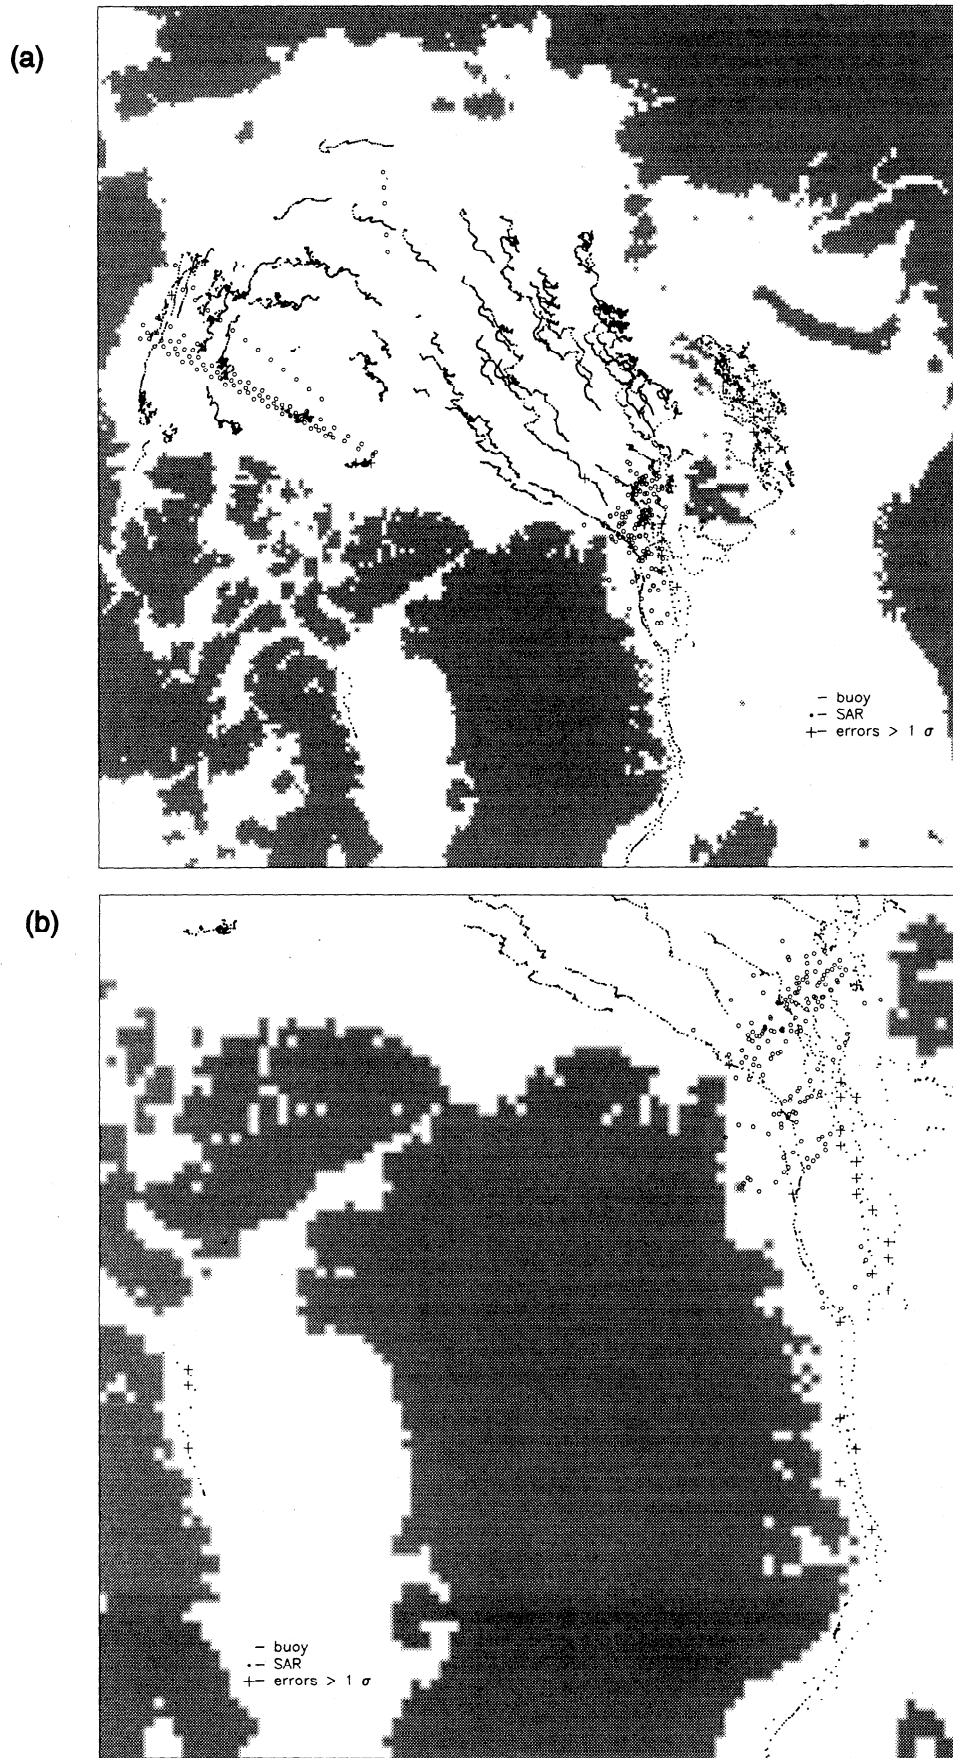 (a)
– buoy
•– SAR
+– errors > 1 σ
(b)
– buoy
•– SAR
+– errors > 1 σ